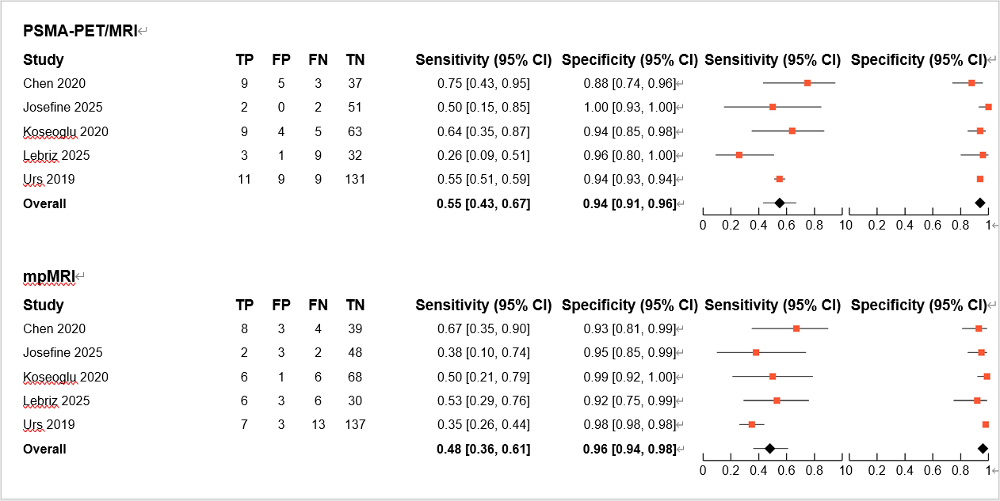 PSMA-PET/MRI↵
Study TP FP FN TN Sensitivity (95% CI) Specificity (95% CI) Sensitivity (95% CI) Specificity (95% CI)↵
Chen 2020 9 5 3 37 0.75 [0.43, 0.95] 0.88 [0.74, 0.96]↵
Josefine 2025 2 0 2 51 0.50 [0.15, 0.85] 1.00 [0.93, 1.00]↵
Koseoglu 2020 9 4 5 63 0.64 [0.35, 0.87] 0.94 [0.85, 0.98]↵
Lebriz 2025 3 1 9 32 0.26 [0.09, 0.51] 0.96 [0.80, 1.00]↵
Urs 2019 11 9 9 131 0.55 [0.51, 0.59] 0.94 [0.93, 0.94]↵
Overall 0.55 [0.43, 0.67] 0.94 [0.91, 0.96]↵
0 0.2 0.4 0.6 0.8 1 0 0.2 0.4 0.6 0.8 1↵
mpMRI↵
Study TP FP FN TN Sensitivity (95% CI) Specificity (95% CI) Sensitivity (95% CI) Specificity (95% CI)↵
Chen 2020 8 3 4 39 0.67 [0.35, 0.90] 0.93 [0.81, 0.99]↵
Josefine 2025 2 3 2 48 0.38 [0.10, 0.74] 0.95 [0.85, 0.99]↵
Koseoglu 2020 6 1 6 68 0.50 [0.21, 0.79] 0.99 [0.92, 1.00]↵
Lebriz 2025 6 3 6 30 0.53 [0.29, 0.76] 0.92 [0.75, 0.99]↵
Urs 2019 7 3 13 137 0.35 [0.26, 0.44] 0.98 [0.98, 0.98]↵
Overall 0.48 [0.36, 0.61] 0.96 [0.94, 0.98]↵
0 0.2 0.4 0.6 0.8 1 0 0.2 0.4 0.6 0.8 1↵